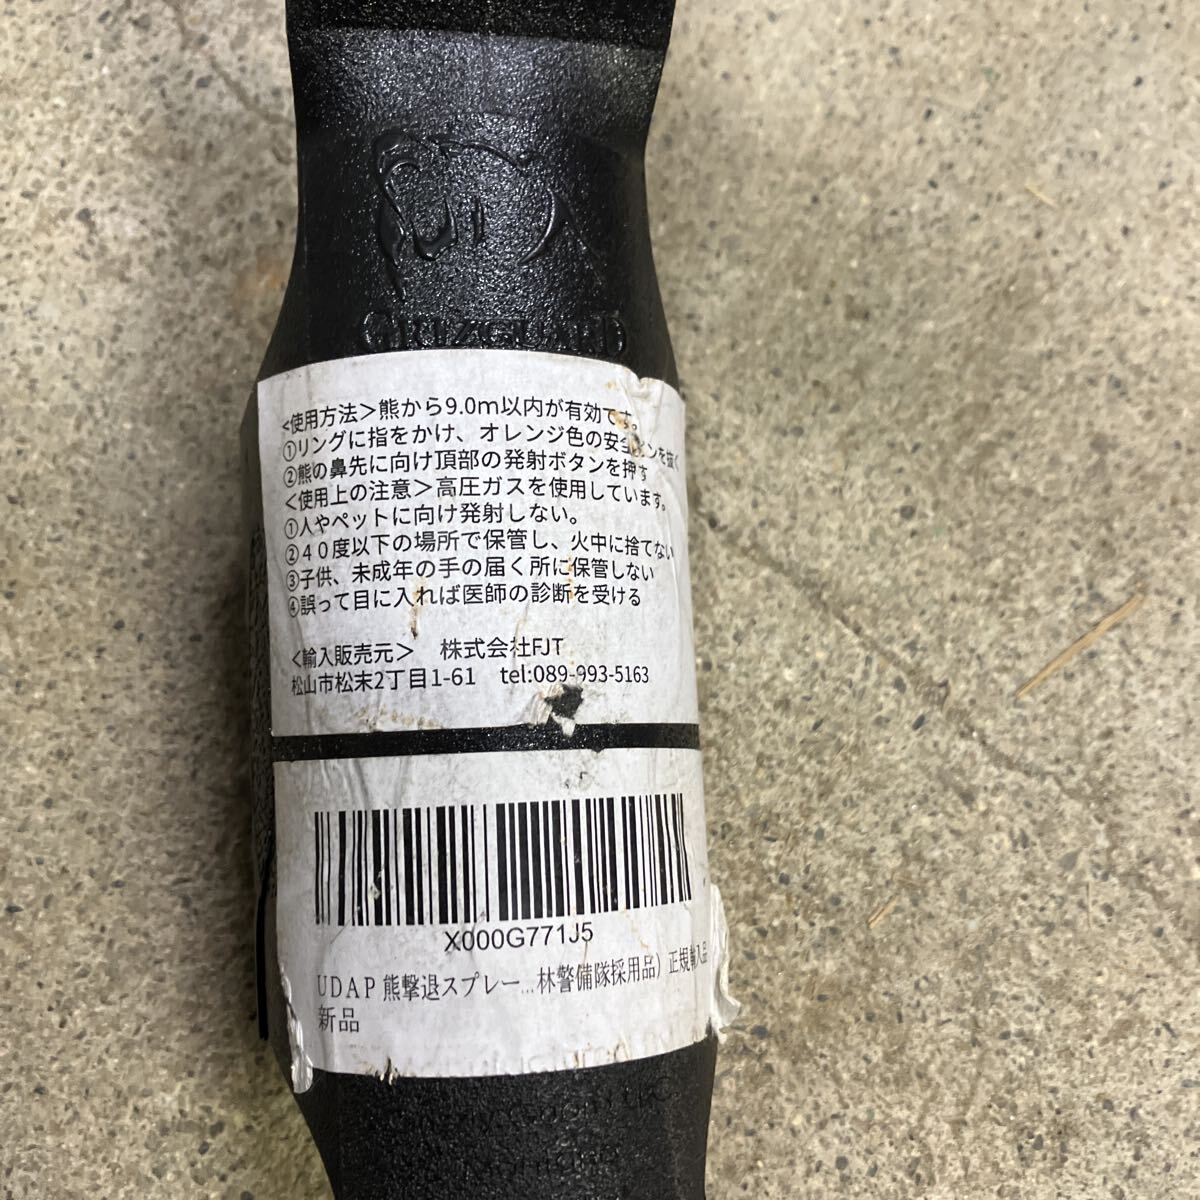 GRIZGUARD
<使用方法>熊から9.0m以内が有効です。
①リングに指をかけ、オレンジ色の安全ピンを抜く
②熊の鼻先に向け頂部の発射ボタンを押す
<使用上の注意>高圧ガスを使用しています。
①人やペットに向け発射しない。
②40度以下の場所で保管し、火中に捨てない
③子供、未成年の手の届く所に保管しない
④誤って目に入れば医師の診断を受ける
<輸入販売元> 株式会社FJT
松山市松末2丁目1-61 tel:089-993-5163
X000G771J5
UDAP 熊撃退スプレー...林警備隊採用品) 正規輸入品
新品